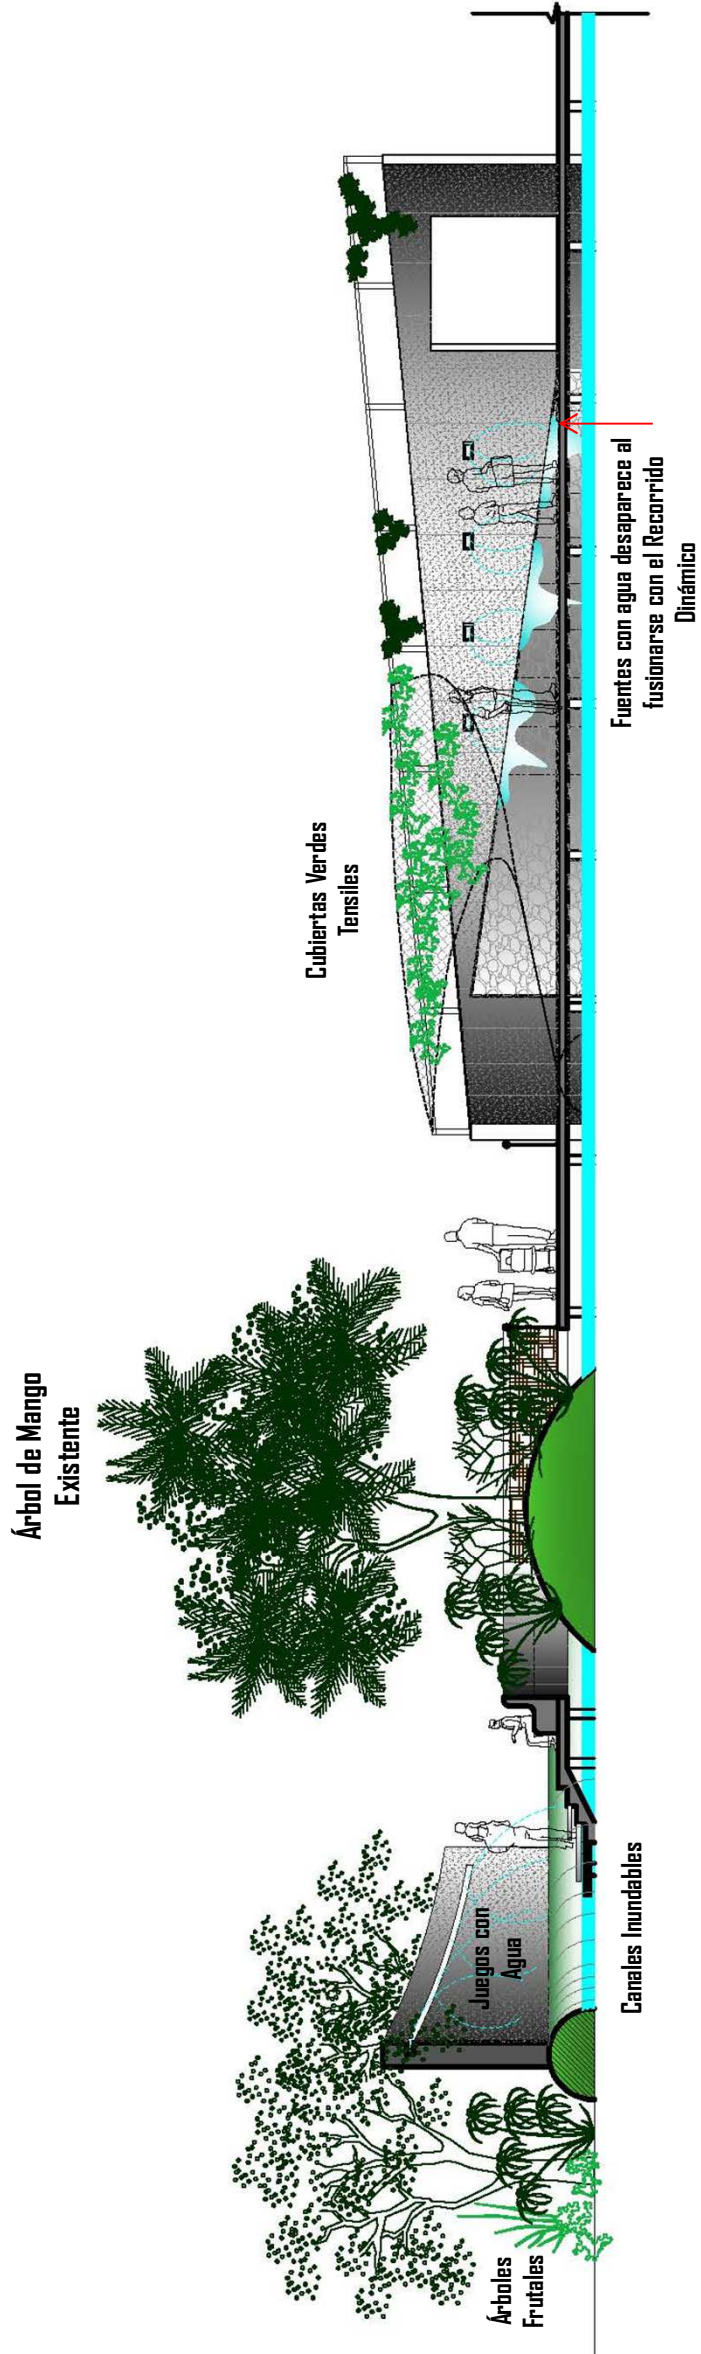 Árboles
Frutales
Juegos con
Agua
Canales Inundables
Árbol de Mango
Existente
Cubiertas Verdes
Tensiles
Fuentes con agua desaparece al
fusionarse con el Recorrido
Dinámico